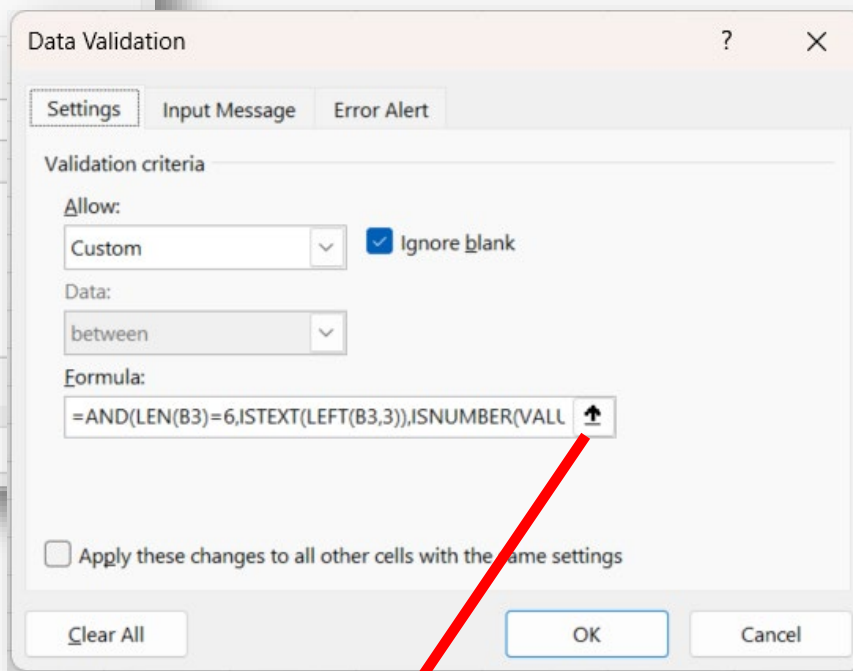 Data Validation ?
Settings Input Message Error Alert
Validation criteria
Allow:
Custom Ignore blank
Data:
between
Formula:
=AND(LEN(B3)=6,ISTEXT(LEFT(B3,3)),ISNUMBER(VALU
Apply these changes to all other cells with the same settings
Clear All OK Cancel